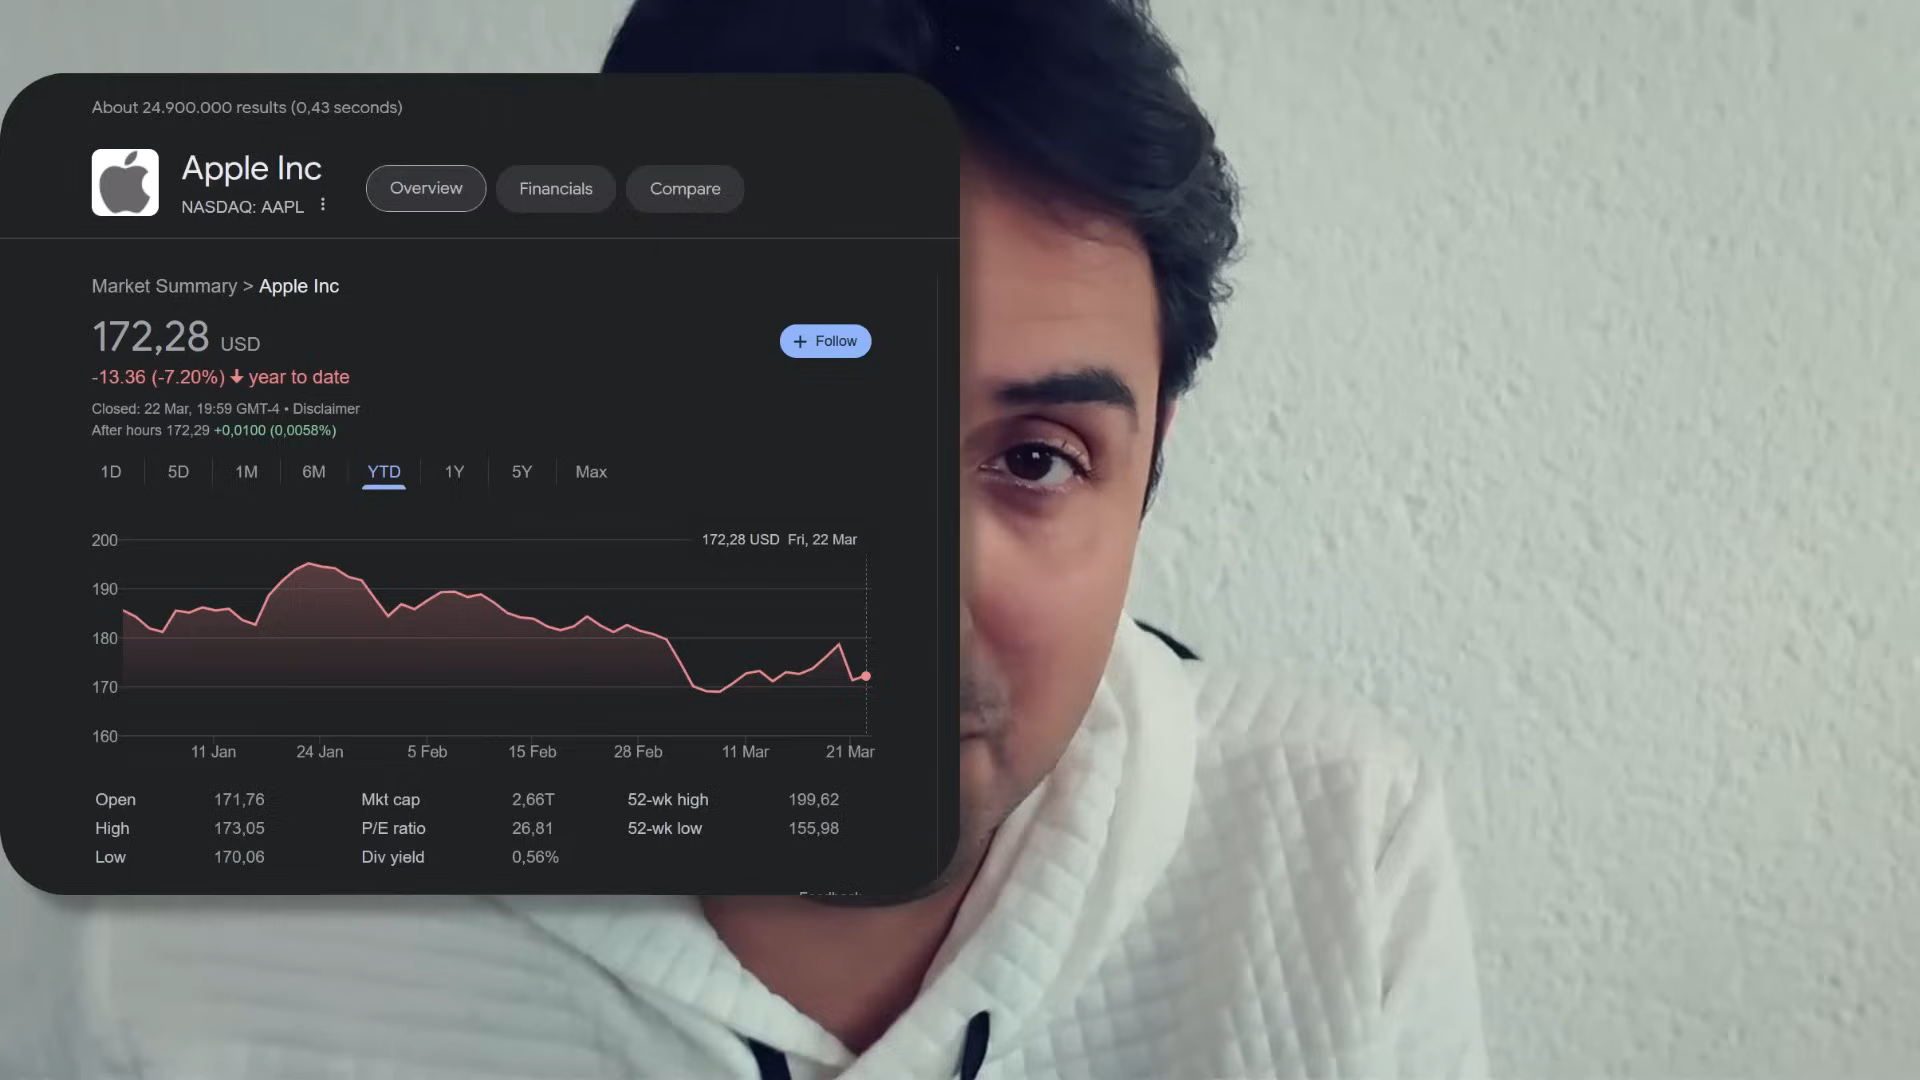 About 24.900.000 results (0,43 seconds)
Apple Inc
NASDAQ: AAPL
Overview Financials Compare
Market Summary > Apple Inc
172,28 USD
+ Follow
-13.36 (-7.20%) ↓ year to date
Closed: 22 Mar, 19:59 GMT-4 • Disclaimer
After hours 172,29 +0,0100 (0,0058%)
1D 5D 1M 6M YTD 1Y 5Y Max
172,28 USD Fri, 22 Mar
200
190
180
170
160
11 Jan 24 Jan 5 Feb 15 Feb 28 Feb 11 Mar 21 Mar
Open 171,76 Mkt cap 2,66T 52-wk high 199,62
High 173,05 P/E ratio 26,81 52-wk low 155,98
Low 170,06 Div yield 0,56%